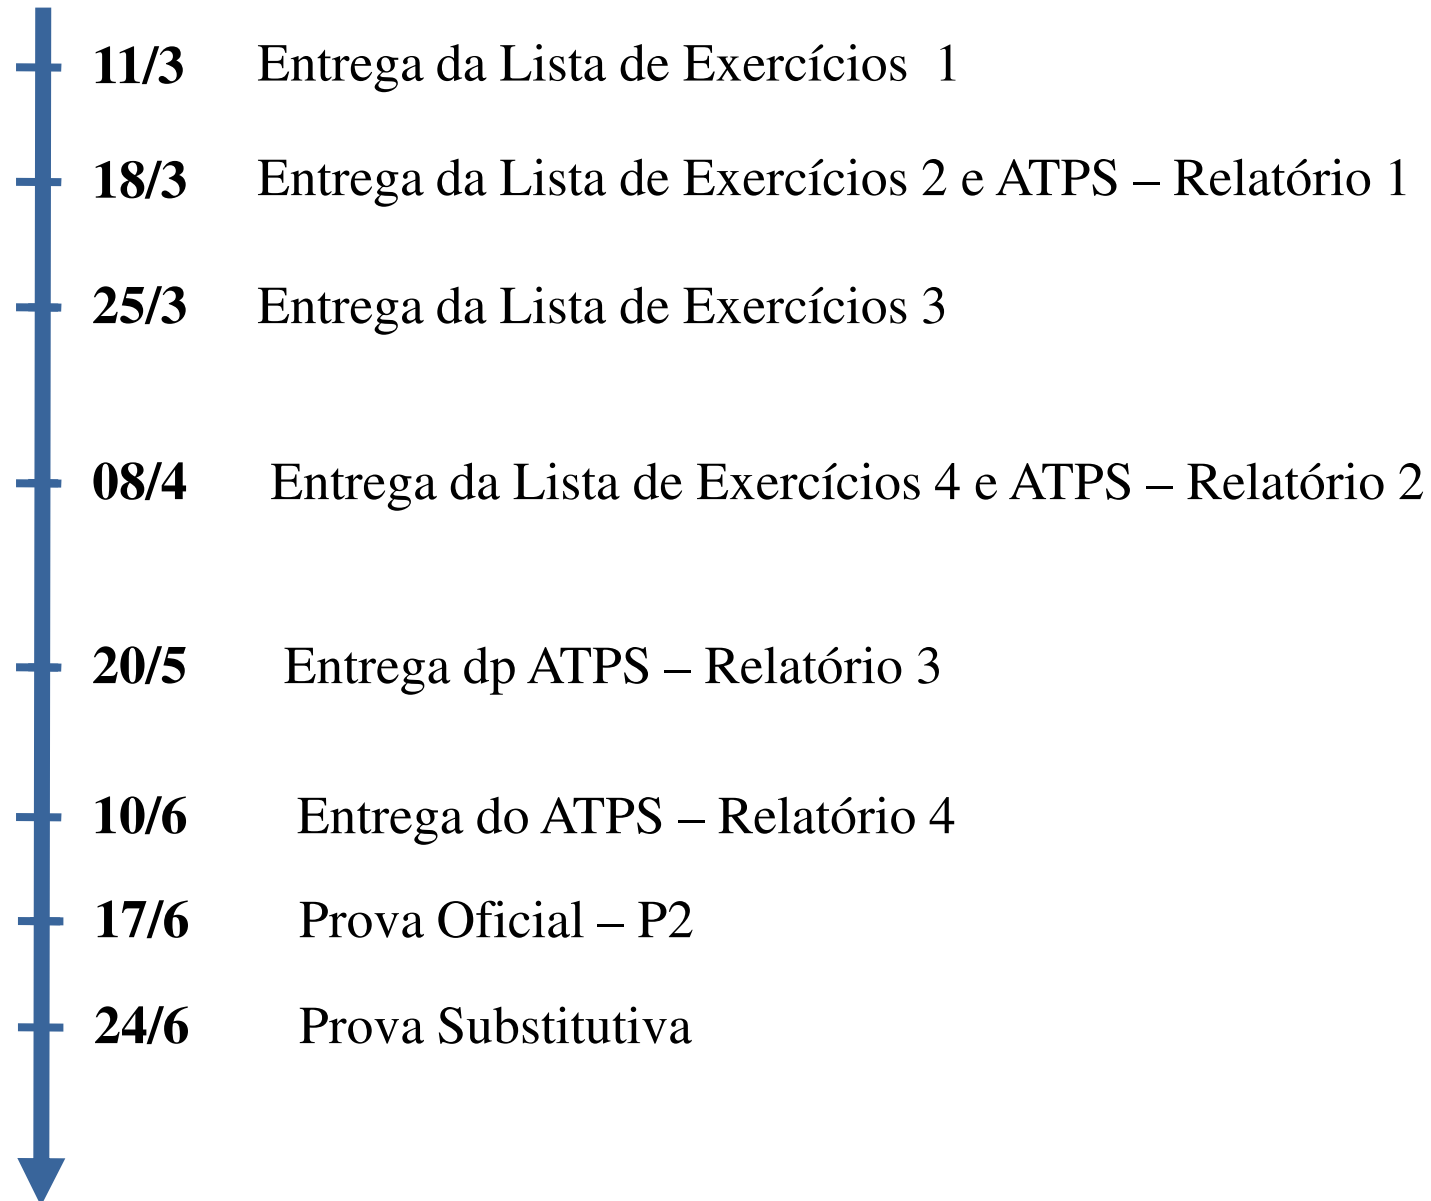 11/3 Entrega da Lista de Exercícios 1
18/3 Entrega da Lista de Exercícios 2 e ATPS – Relatório 1
25/3 Entrega da Lista de Exercícios 3
08/4 Entrega da Lista de Exercícios 4 e ATPS – Relatório 2
20/5 Entrega dp ATPS – Relatório 3
10/6 Entrega do ATPS – Relatório 4
17/6 Prova Oficial – P2
24/6 Prova Substitutiva